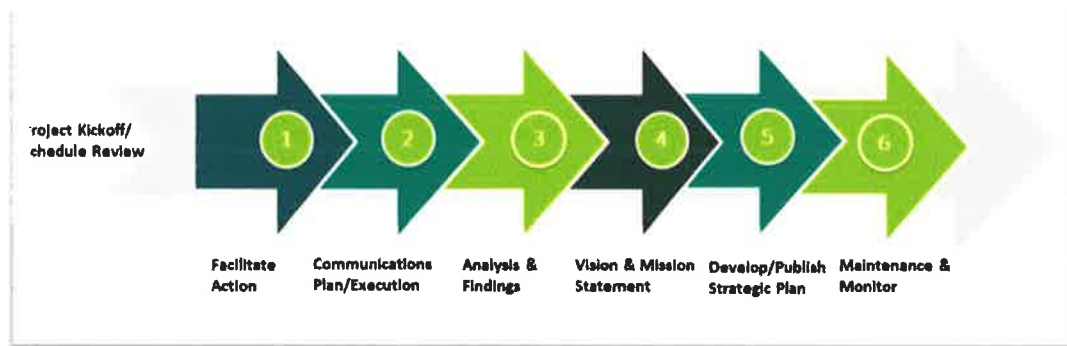 roject Kickoff/
chedule Review
1
2
3
4
5
6
Facilitate
Action
Communications
Plan/Execution
Analysis &
Findings
Vision & Mission
Statement
Develop/Publish
Strategic Plan
Maintenance &
Monitor